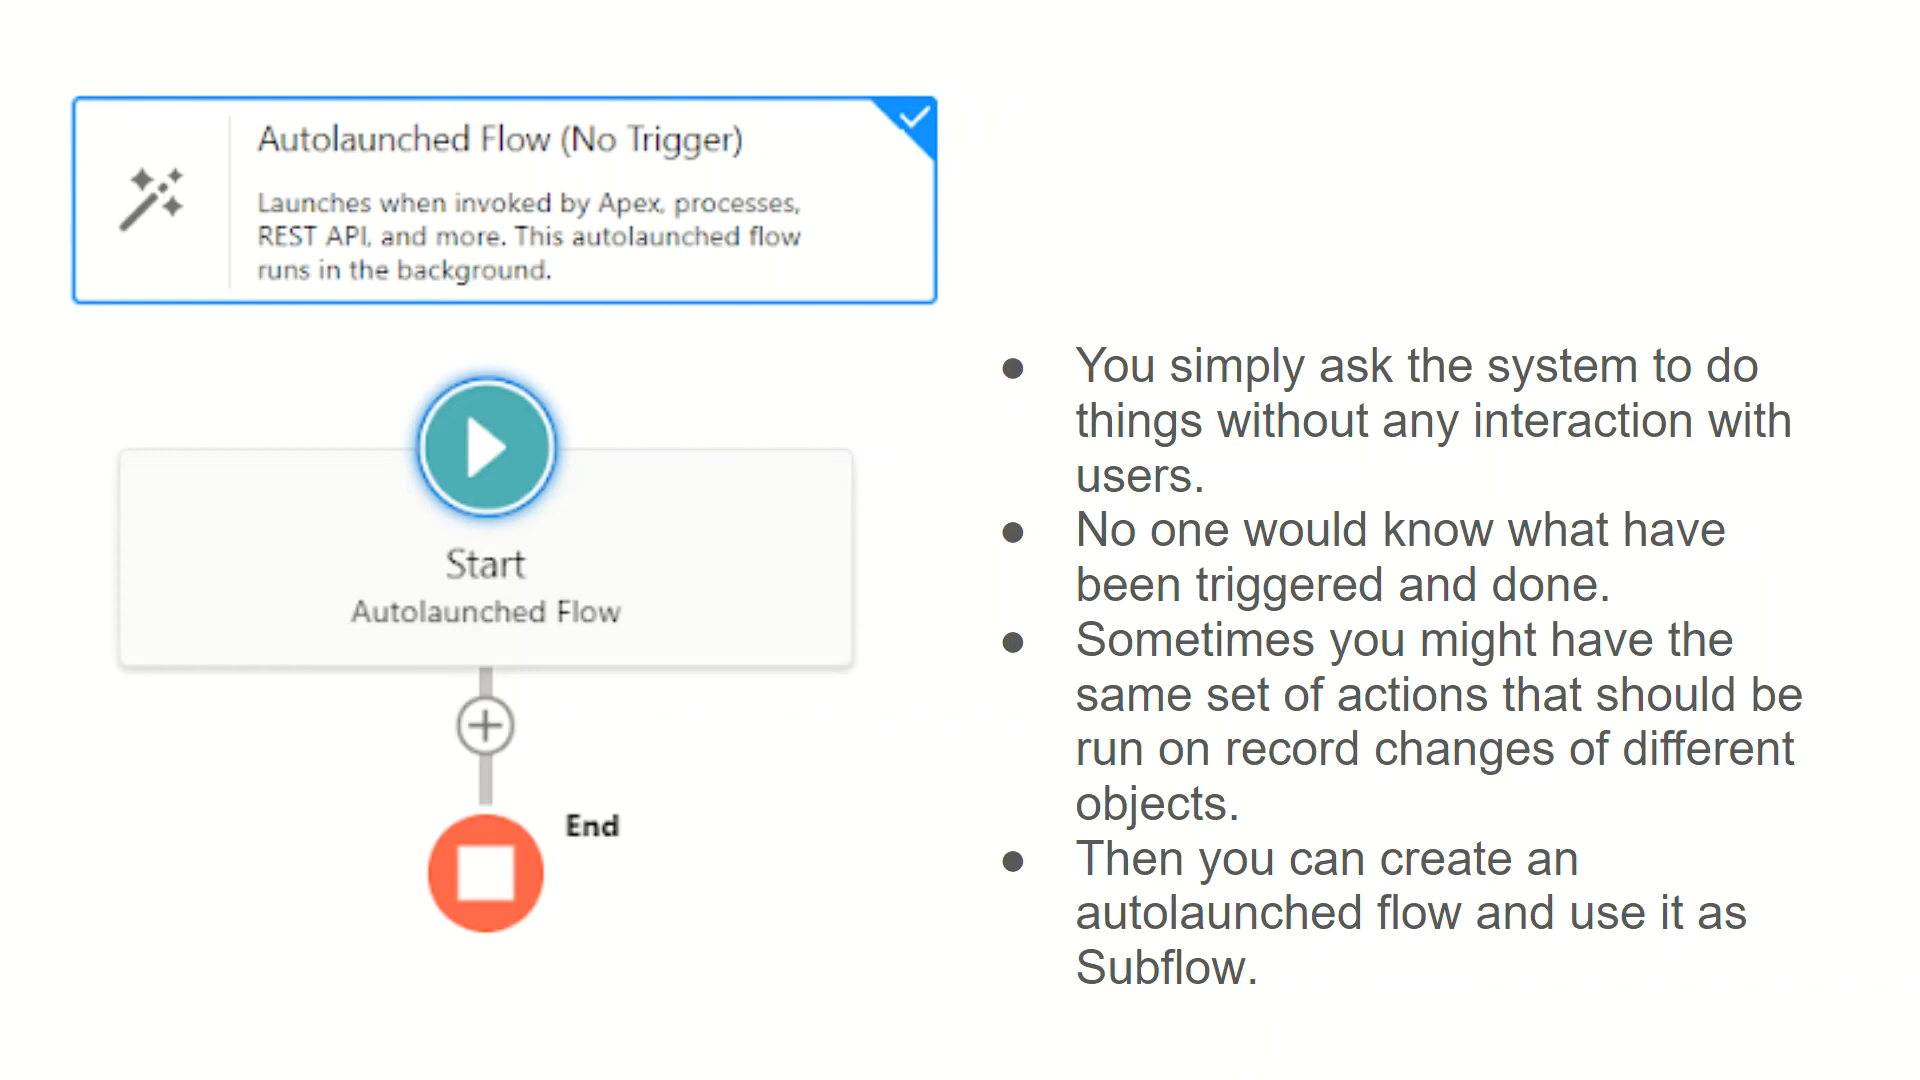 Autolaunched Flow (No Trigger)
Launches when invoked by Apex, processes,
REST API, and more. This autolaunched flow
runs in the background.
Start
Autolaunched Flow
End
● You simply ask the system to do
things without any interaction with
users.
● No one would know what have
been triggered and done.
● Sometimes you might have the
same set of actions that should be
run on record changes of different
objects.
● Then you can create an
autolaunched flow and use it as
Subflow.